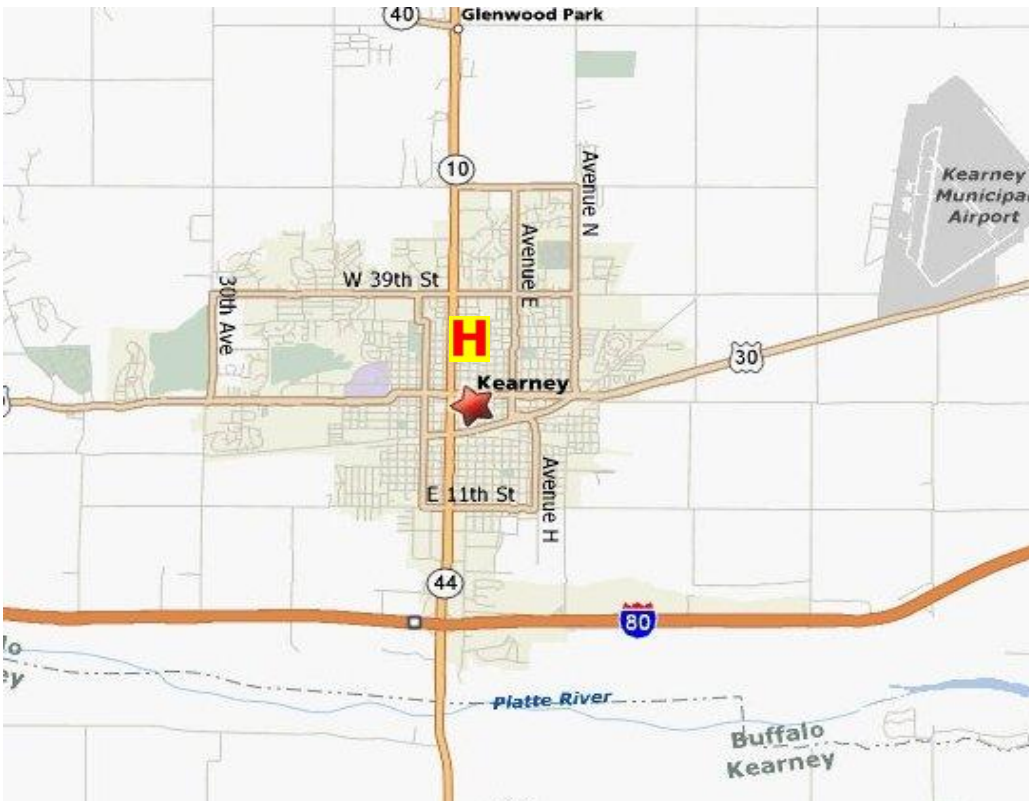 40
Glenwood Park
10
Avenue N
Kearney
Municipal
Airport
Avenue E
W 39th St
30th Ave
H
30
Kearney
E 11th St
Avenue H
44
80
Platte River
Buffalo
Kearney